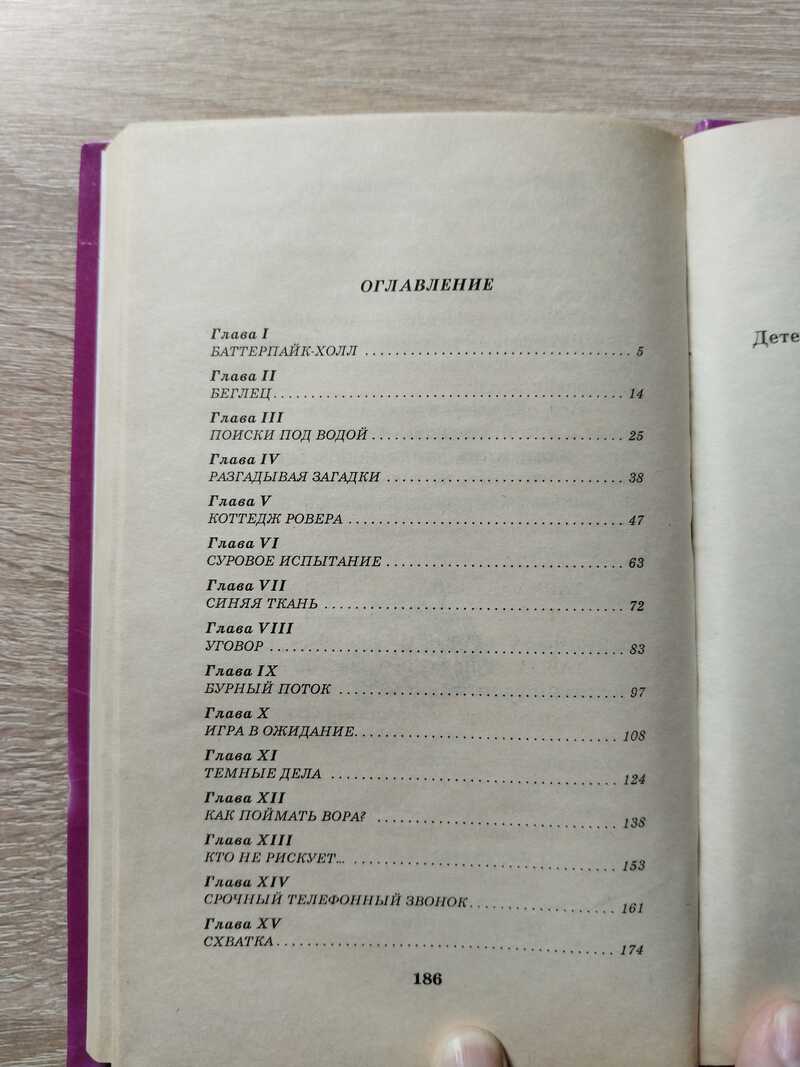 ОГЛАВЛЕНИЕ
Глава I
БАТТЕРПАЙК-ХОЛЛ ........ 5
Глава II
БЕГЛЕЦ ........ 14
Глава III
ПОИСКИ ПОД ВОДОЙ ........ 25
Глава IV
РАЗГАДЫВАЯ ЗАГАДКИ ........ 38
Глава V
КОТТЕДЖ РОВЕРА ........ 47
Глава VI
СУРОВОЕ ИСПЫТАНИЕ ........ 63
Глава VII
СИНЯЯ ТКАНЬ ........ 72
Глава VIII
УГОВОР ........ 83
Глава IX
БУРНЫЙ ПОТОК ........ 97
Глава X
ИГРА В ОЖИДАНИЕ ........ 108
Глава XI
ТЕМНЫЕ ДЕЛА ........ 124
Глава XII
КАК ПОЙМАТЬ ВОРА? ........ 138
Глава XIII
КТО НЕ РИСКУЕТ... ........ 153
Глава XIV
СРОЧНЫЙ ТЕЛЕФОННЫЙ ЗВОНОК ........ 161
Глава XV
СХВАТКА ........ 174
186
Дете